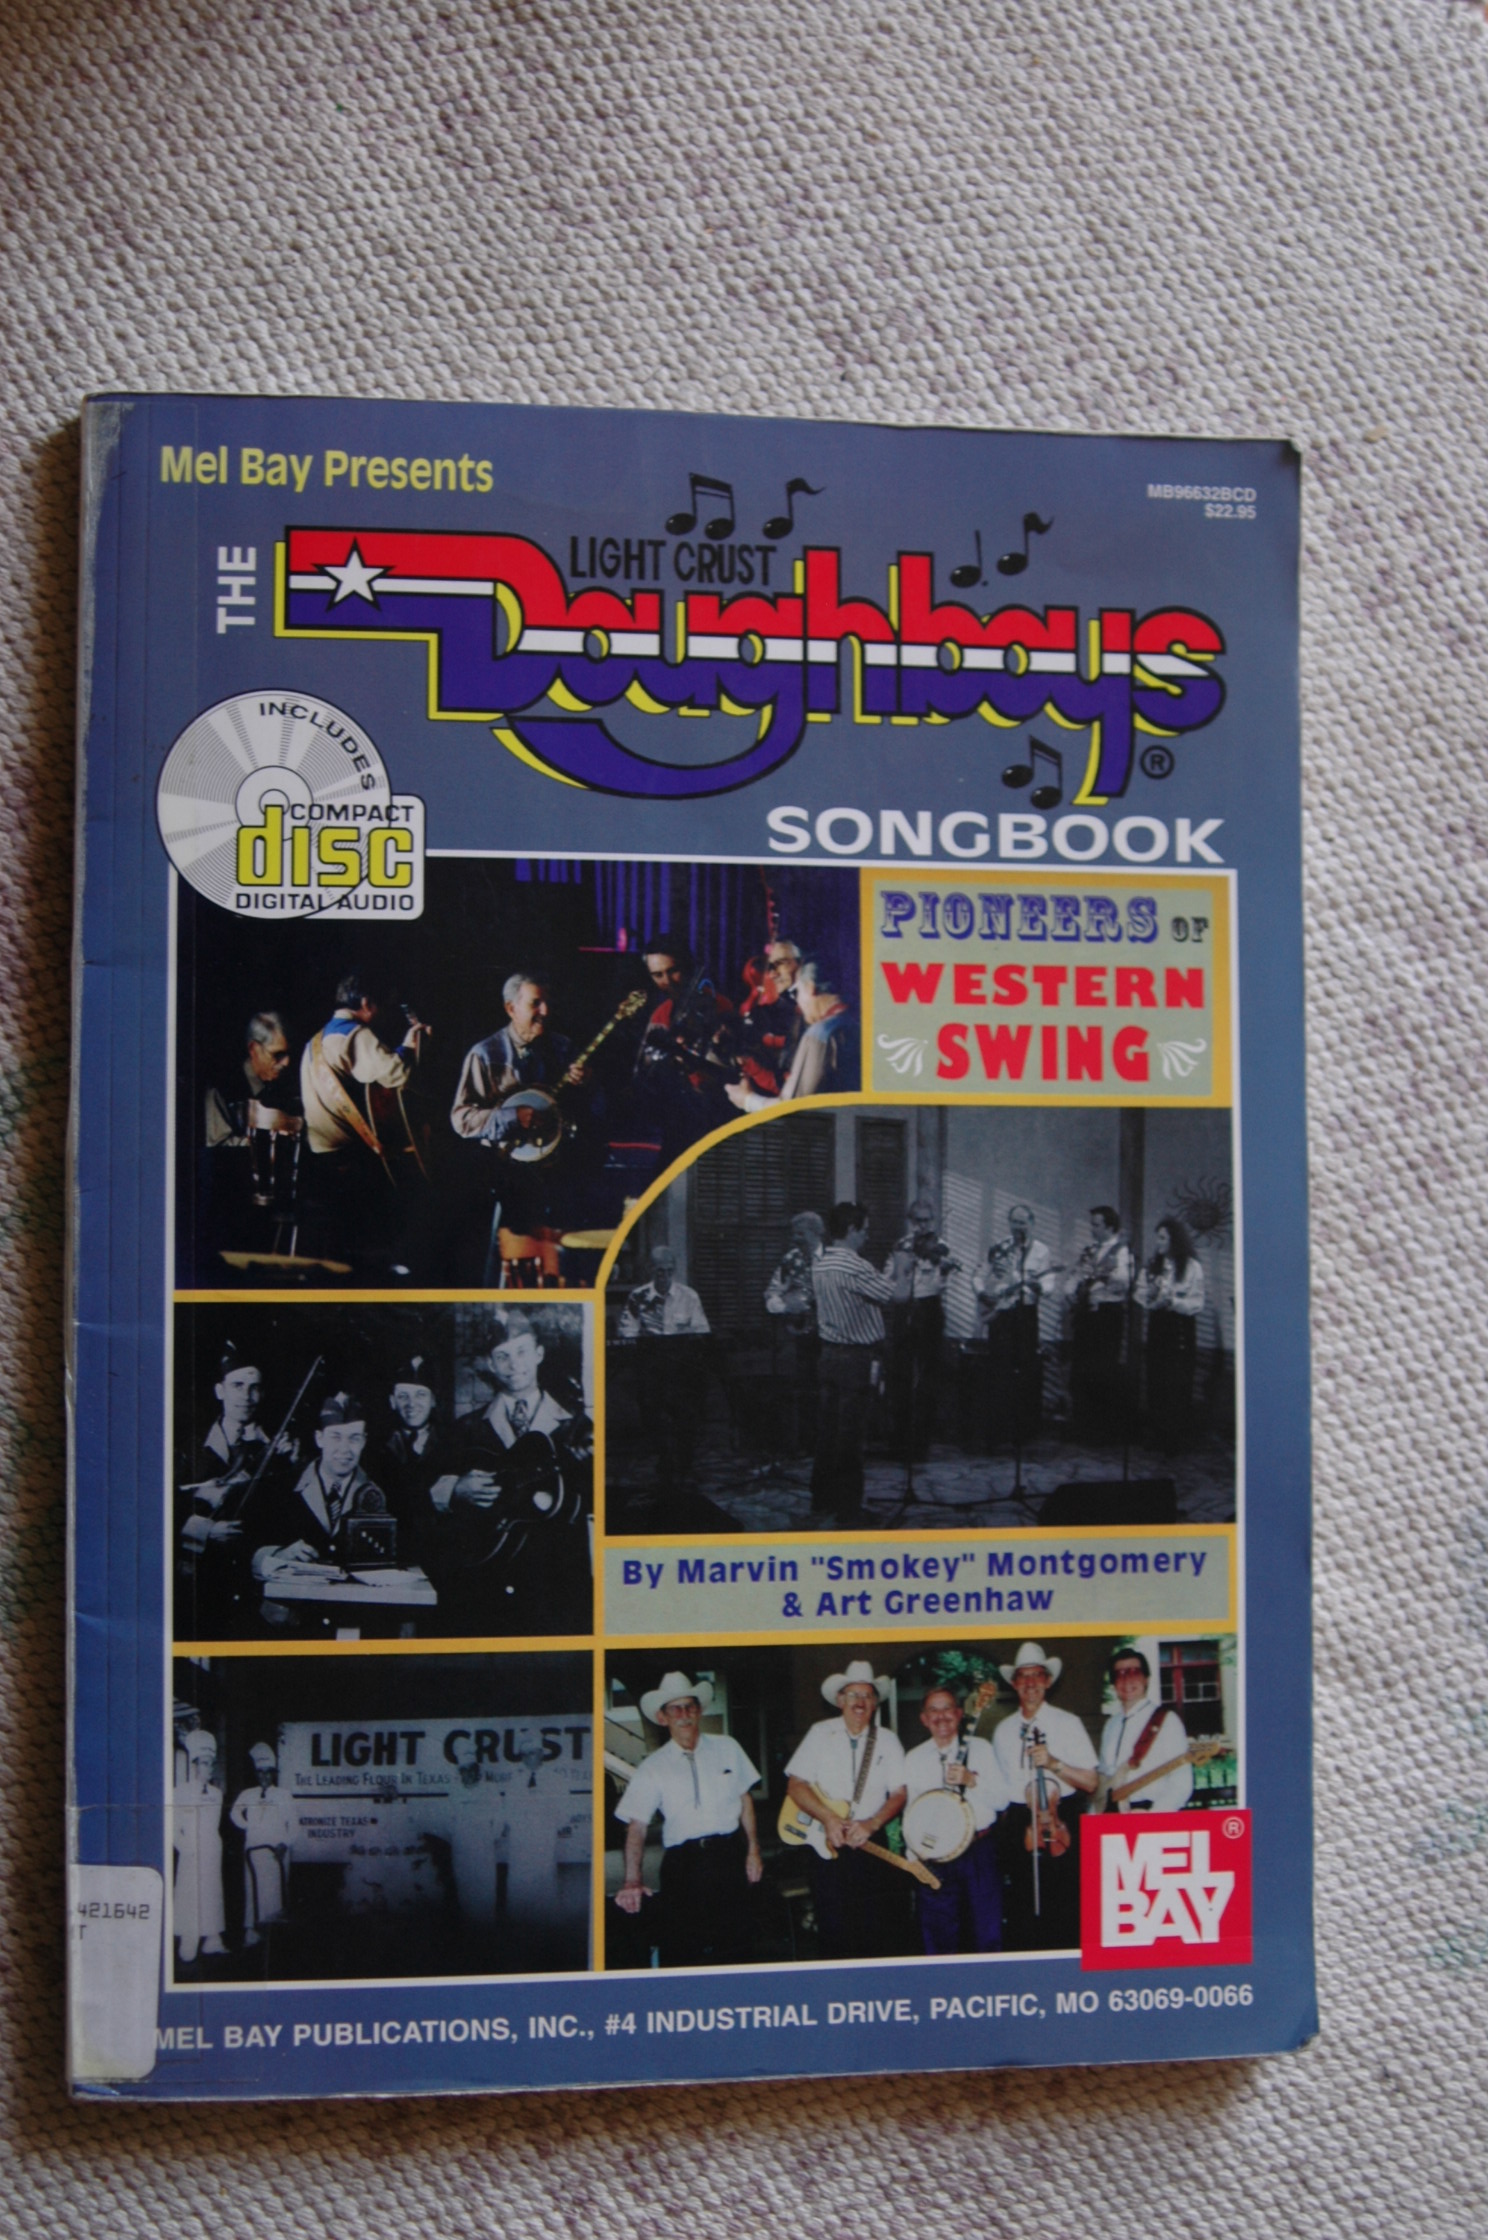 Mel Bay Presents
MB96632BCD
$22.95
THE
LIGHT CRUST
Doughboys
®
SONGBOOK
INCLUDES
COMPACT
disc
DIGITAL AUDIO
PIONEERS OF
WESTERN
SWING
By Marvin "Smokey" Montgomery
& Art Greenhaw
LIGHT CRUST
THE LEADING FLOUR IN TEXAS
INDUSTRY
MEL
BAY
®
421642
T
MEL BAY PUBLICATIONS, INC., #4 INDUSTRIAL DRIVE, PACIFIC, MO 63069-0066